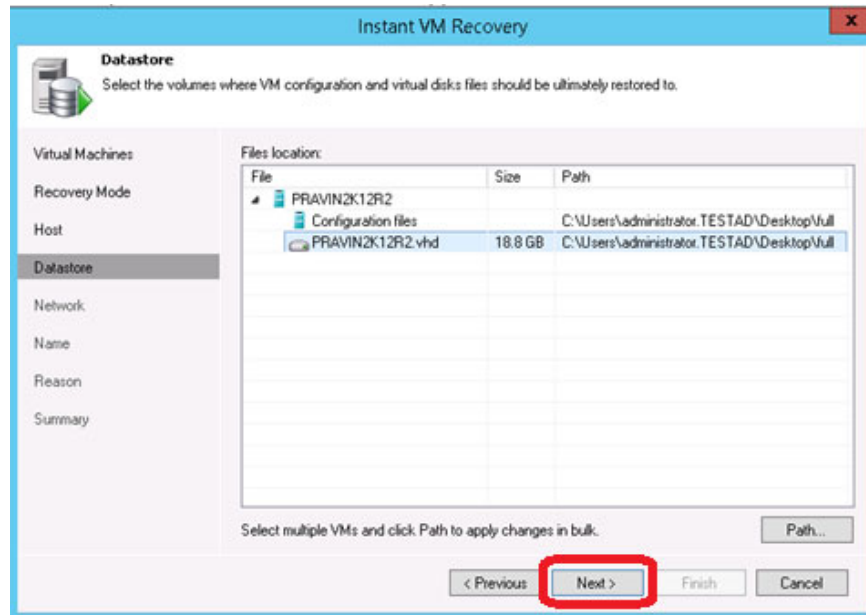 Instant VM Recovery
x
Datastore
Select the volumes where VM configuration and virtual disks files should be ultimately restored to.
Virtual Machines
Recovery Mode
Host
Datastore
Network
Name
Reason
Summary
Files location:
File Size Path
PRAVIN2K12R2
Configuration files C:\Users\administrator.TESTAD\Desktop\full
PRAVIN2K12R2.vhd 18.8 GB C:\Users\administrator.TESTAD\Desktop\full
Select multiple VMs and click Path to apply changes in bulk.
Path...
< Previous Next > Finish Cancel